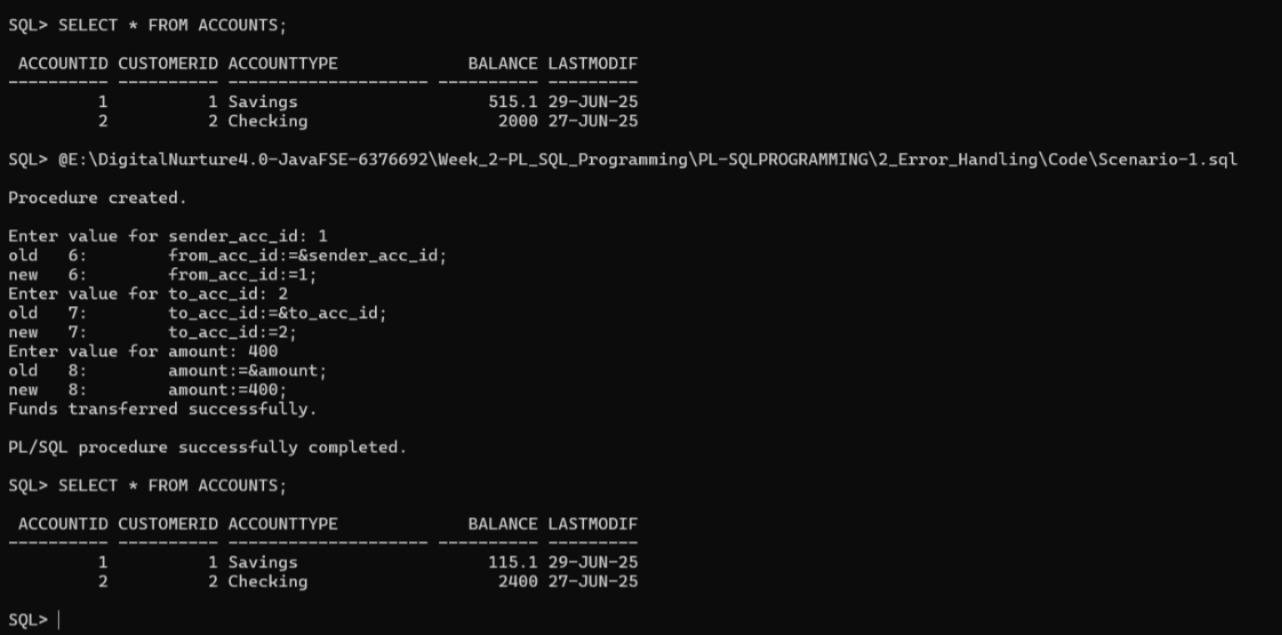 SQL> SELECT * FROM ACCOUNTS;
 ACCOUNTID CUSTOMERID ACCOUNTTYPE             BALANCE LASTMODIF
---------- ---------- -------------------- ---------- ---------
         1          1 Savings                   515.1 29-JUN-25
         2          2 Checking                   2000 27-JUN-25
SQL> @E:\DigitalNurture4.0-JavaFSE-6376692\Week_2-PL_SQL_Programming\PL-SQLPROGRAMMING\2_Error_Handling\Code\Scenario-1.sql
Procedure created.
Enter value for sender_acc_id: 1
old   6:        from_acc_id:=&sender_acc_id;
new   6:        from_acc_id:=1;
Enter value for to_acc_id: 2
old   7:        to_acc_id:=&to_acc_id;
new   7:        to_acc_id:=2;
Enter value for amount: 400
old   8:        amount:=&amount;
new   8:        amount:=400;
Funds transferred successfully.
PL/SQL procedure successfully completed.
SQL> SELECT * FROM ACCOUNTS;
 ACCOUNTID CUSTOMERID ACCOUNTTYPE             BALANCE LASTMODIF
---------- ---------- -------------------- ---------- ---------
         1          1 Savings                   115.1 29-JUN-25
         2          2 Checking                   2400 27-JUN-25
SQL>